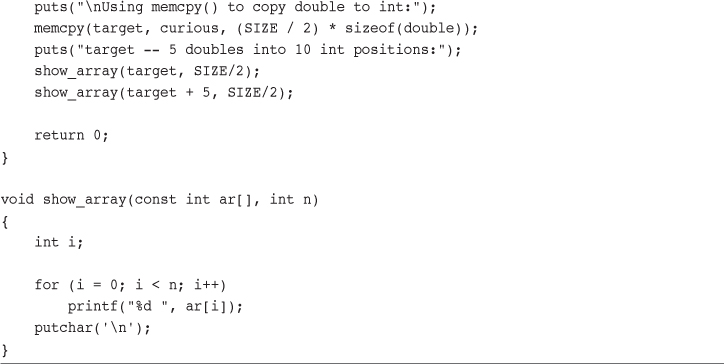 puts("\nUsing memcpy() to copy double to int:");
    memcpy(target, curious, (SIZE / 2) * sizeof(double));
    puts("target -- 5 doubles into 10 int positions:");
    show_array(target, SIZE/2);
    show_array(target + 5, SIZE/2);

    return 0;
}

void show_array(const int ar[], int n)
{
    int i;

    for (i = 0; i < n; i++)
        printf("%d ", ar[i]);
    putchar('\n');
}